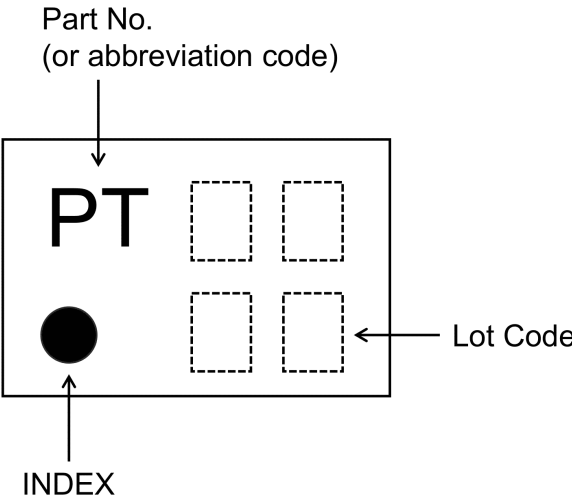 Part No.
(or abbreviation code)
PT
Lot Code
INDEX